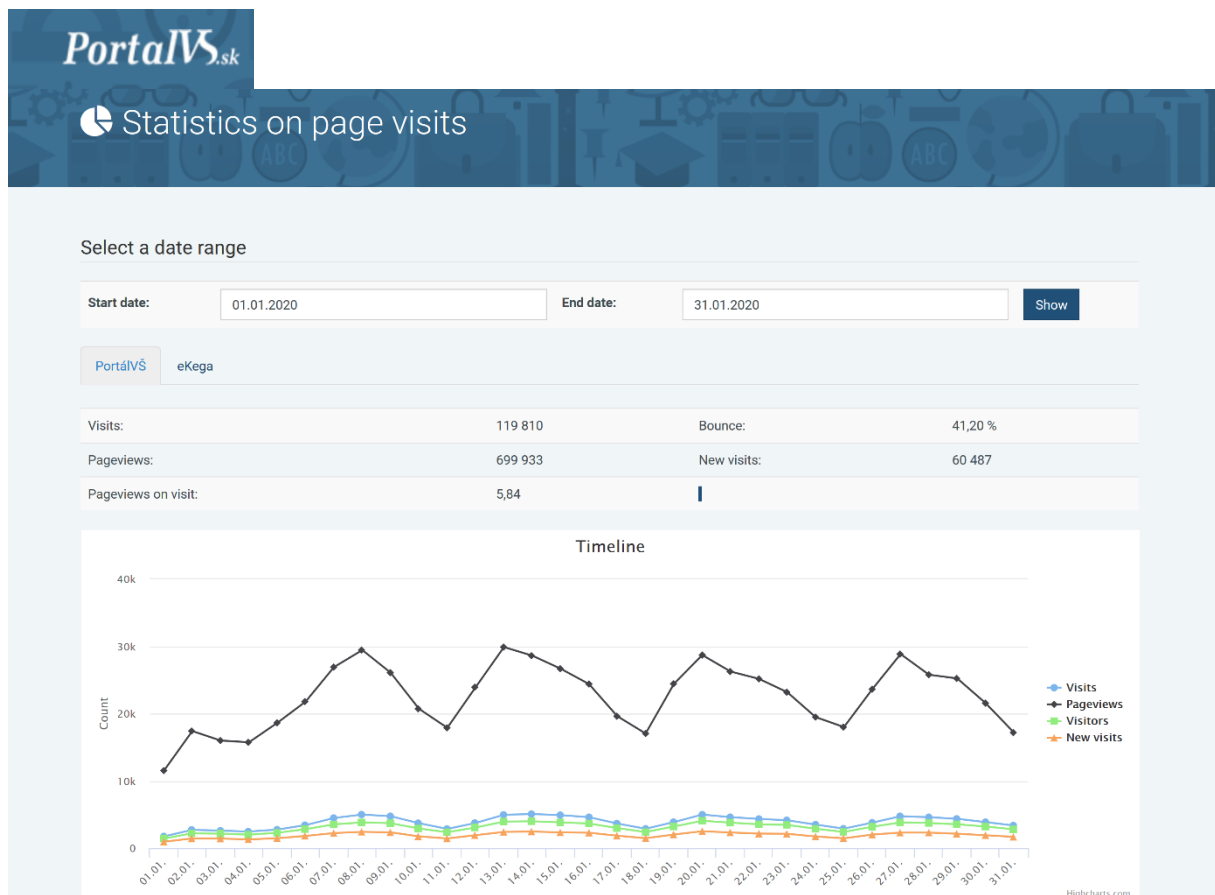 PortalVS.sk
Statistics on page visits
ABC ABC
Select a date range
Start date: 01.01.2020 End date: 31.01.2020 Show
PortálVŠ eKega
Visits: 119 810 Bounce: 41,20 %
Pageviews: 699 933 New visits: 60 487
Pageviews on visit: 5,84
Timeline
40k
30k
20k
10k
0
Count
Visits
Pageviews
Visitors
New visits
01.01. 02.01. 03.01. 04.01. 05.01. 06.01. 07.01. 08.01. 09.01. 10.01. 11.01. 12.01. 13.01. 14.01. 15.01. 16.01. 17.01. 18.01. 19.01. 20.01. 21.01. 22.01. 23.01. 24.01. 25.01. 26.01. 27.01. 28.01. 29.01. 30.01. 31.01.
Highcharts.com